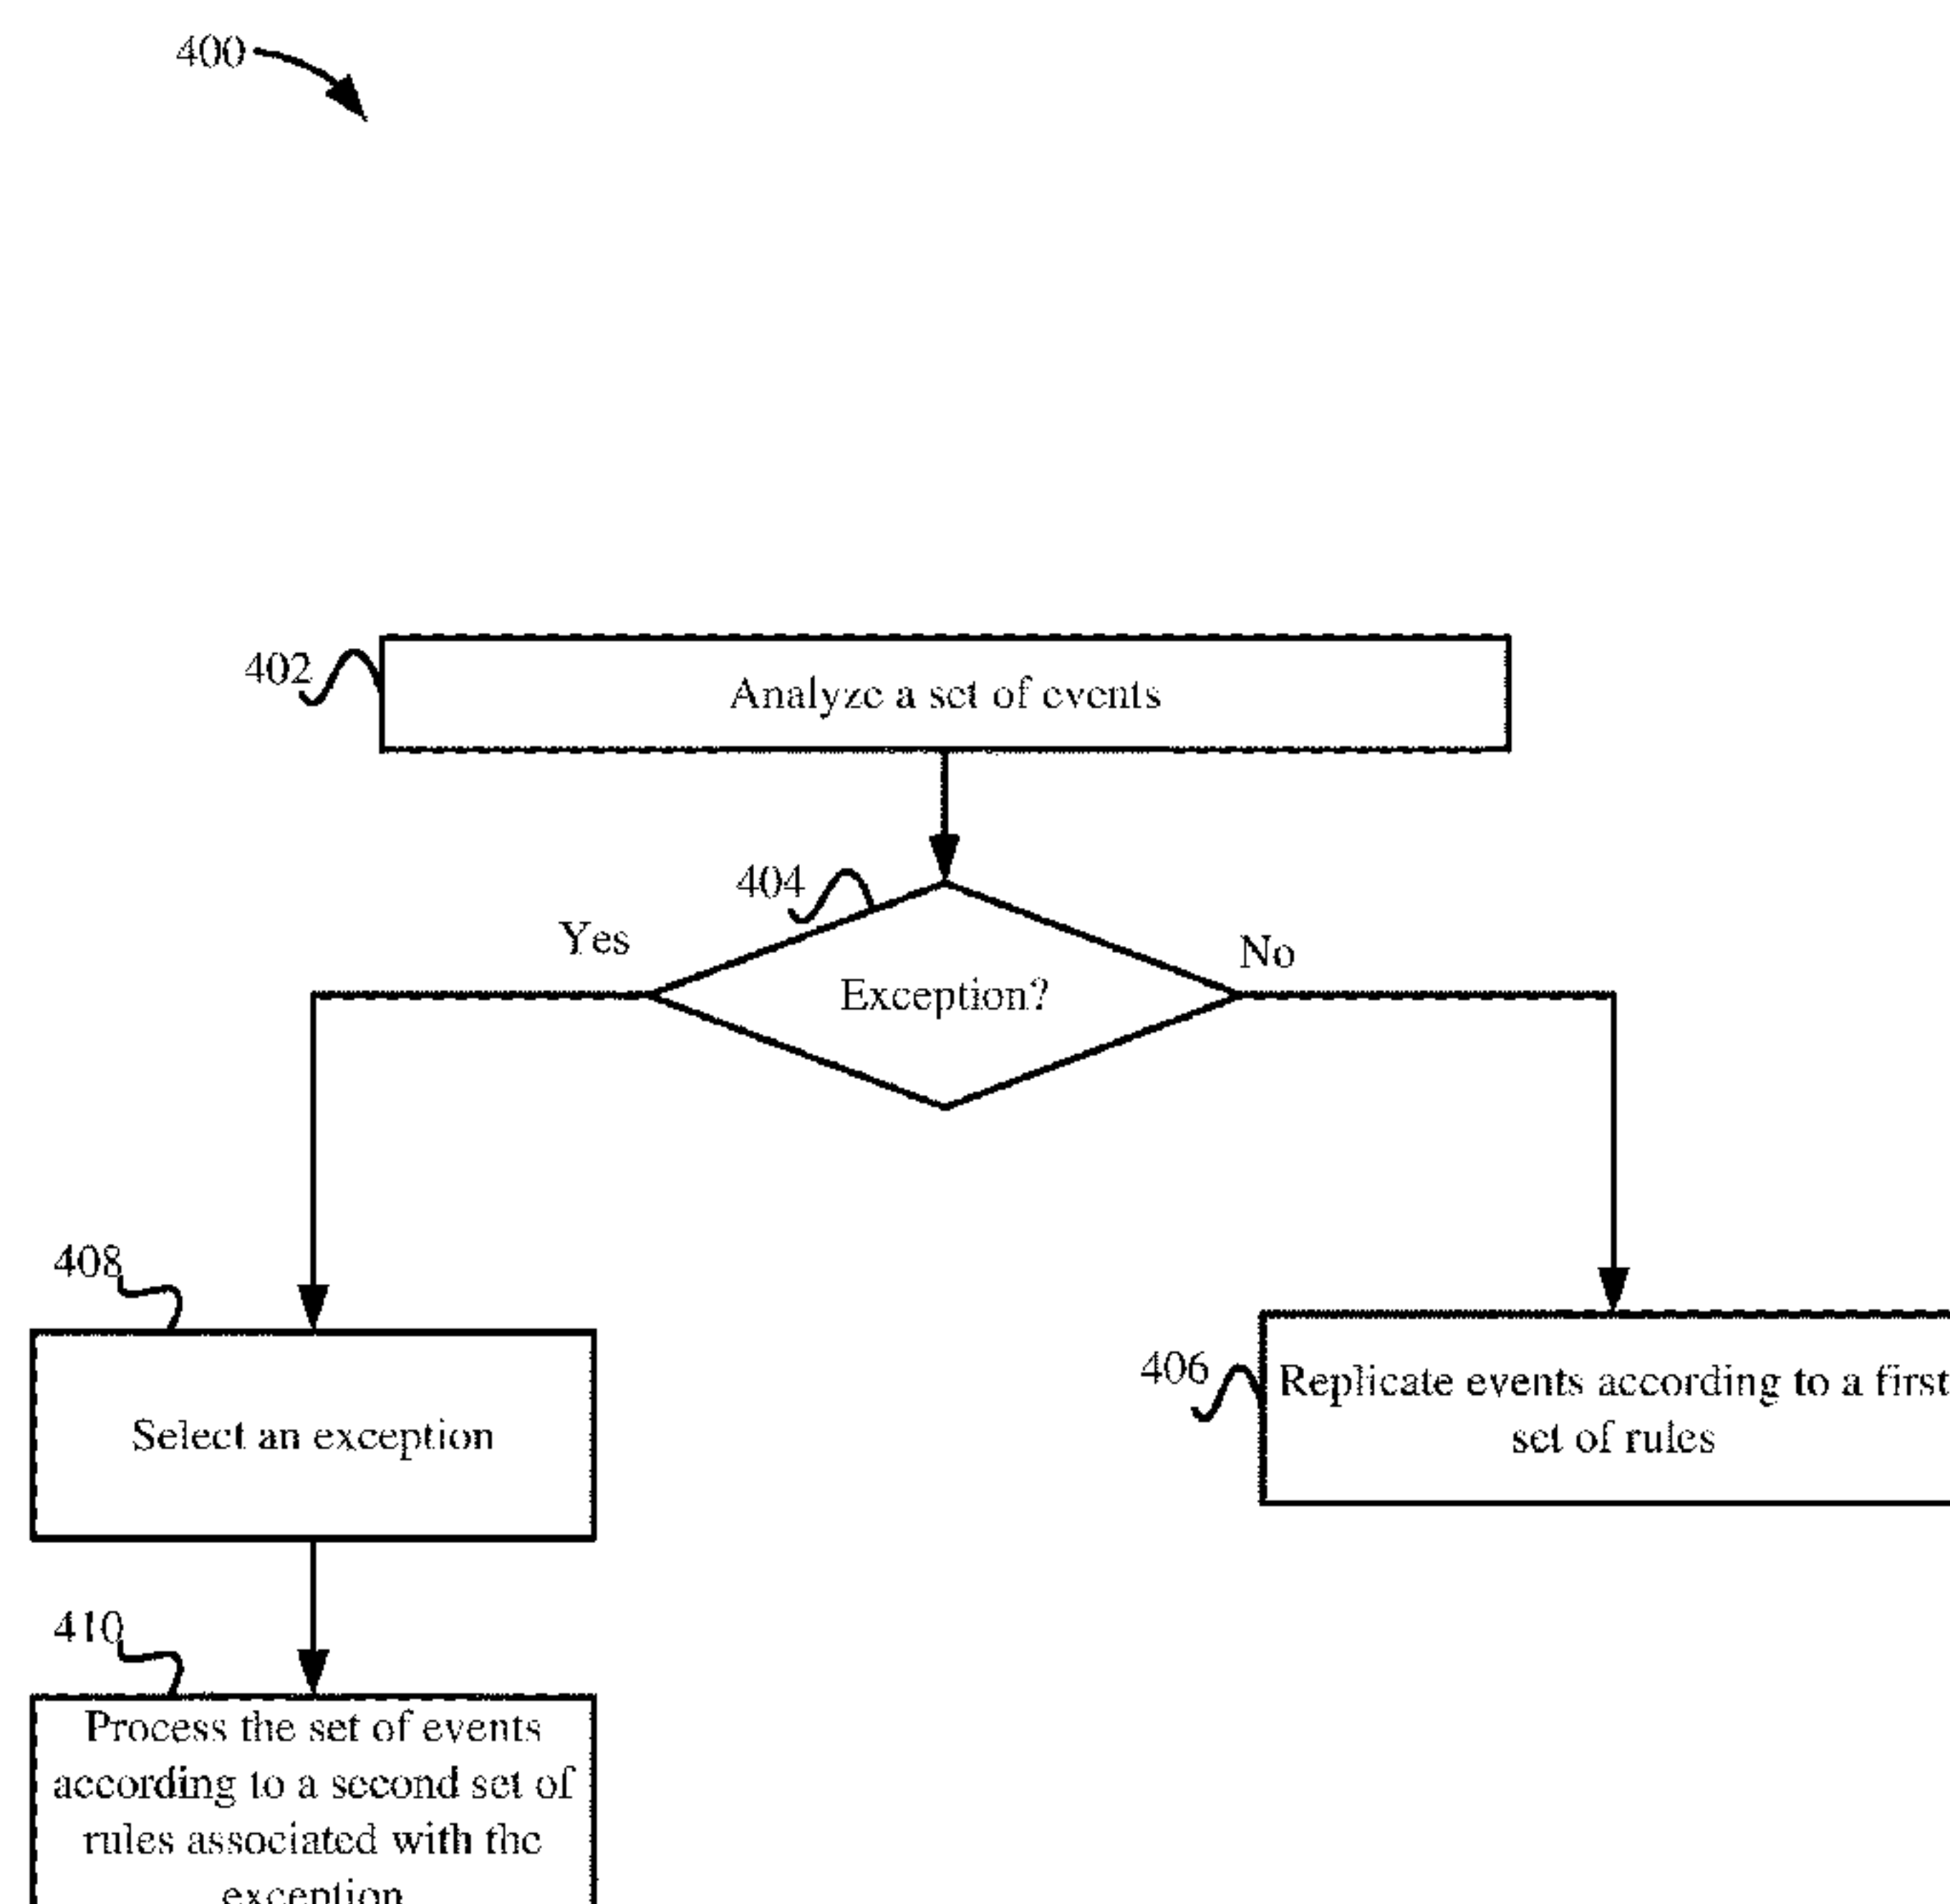 400
402
Analyze a set of events
404
Yes
No
Exception?
408
406
Replicate events according to a first
set of rules
Select an exception
410
Process the set of events
according to a second set of
rules associated with the
exception